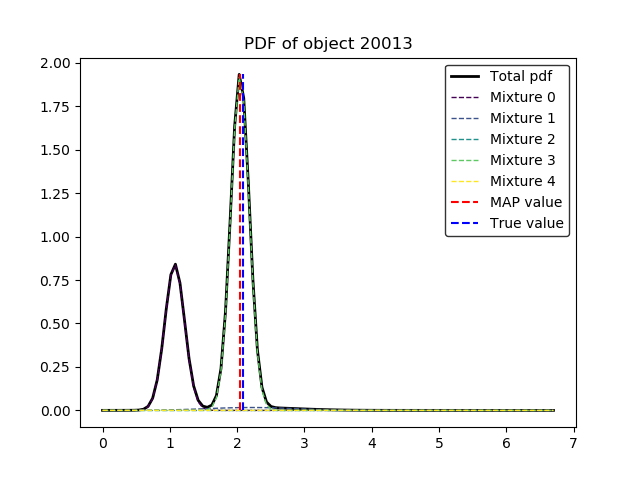 PDF of object 20013
2.00
1.75
1.50
1.25
1.00
0.75
0.50
0.25
0.00
0 1 2 3 4 5 6 7
Total pdf
Mixture 0
Mixture 1
Mixture 2
Mixture 3
Mixture 4
MAP value
True value